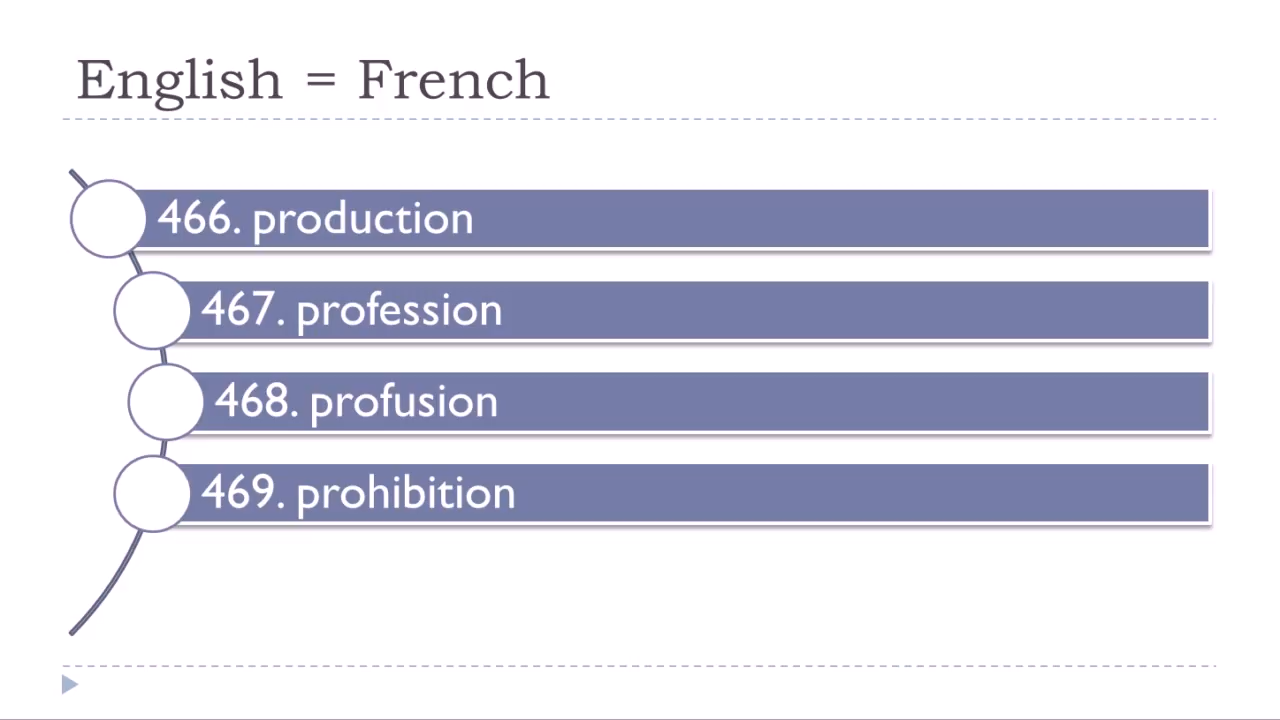 English = French
466. production
467. profession
468. profusion
469. prohibition